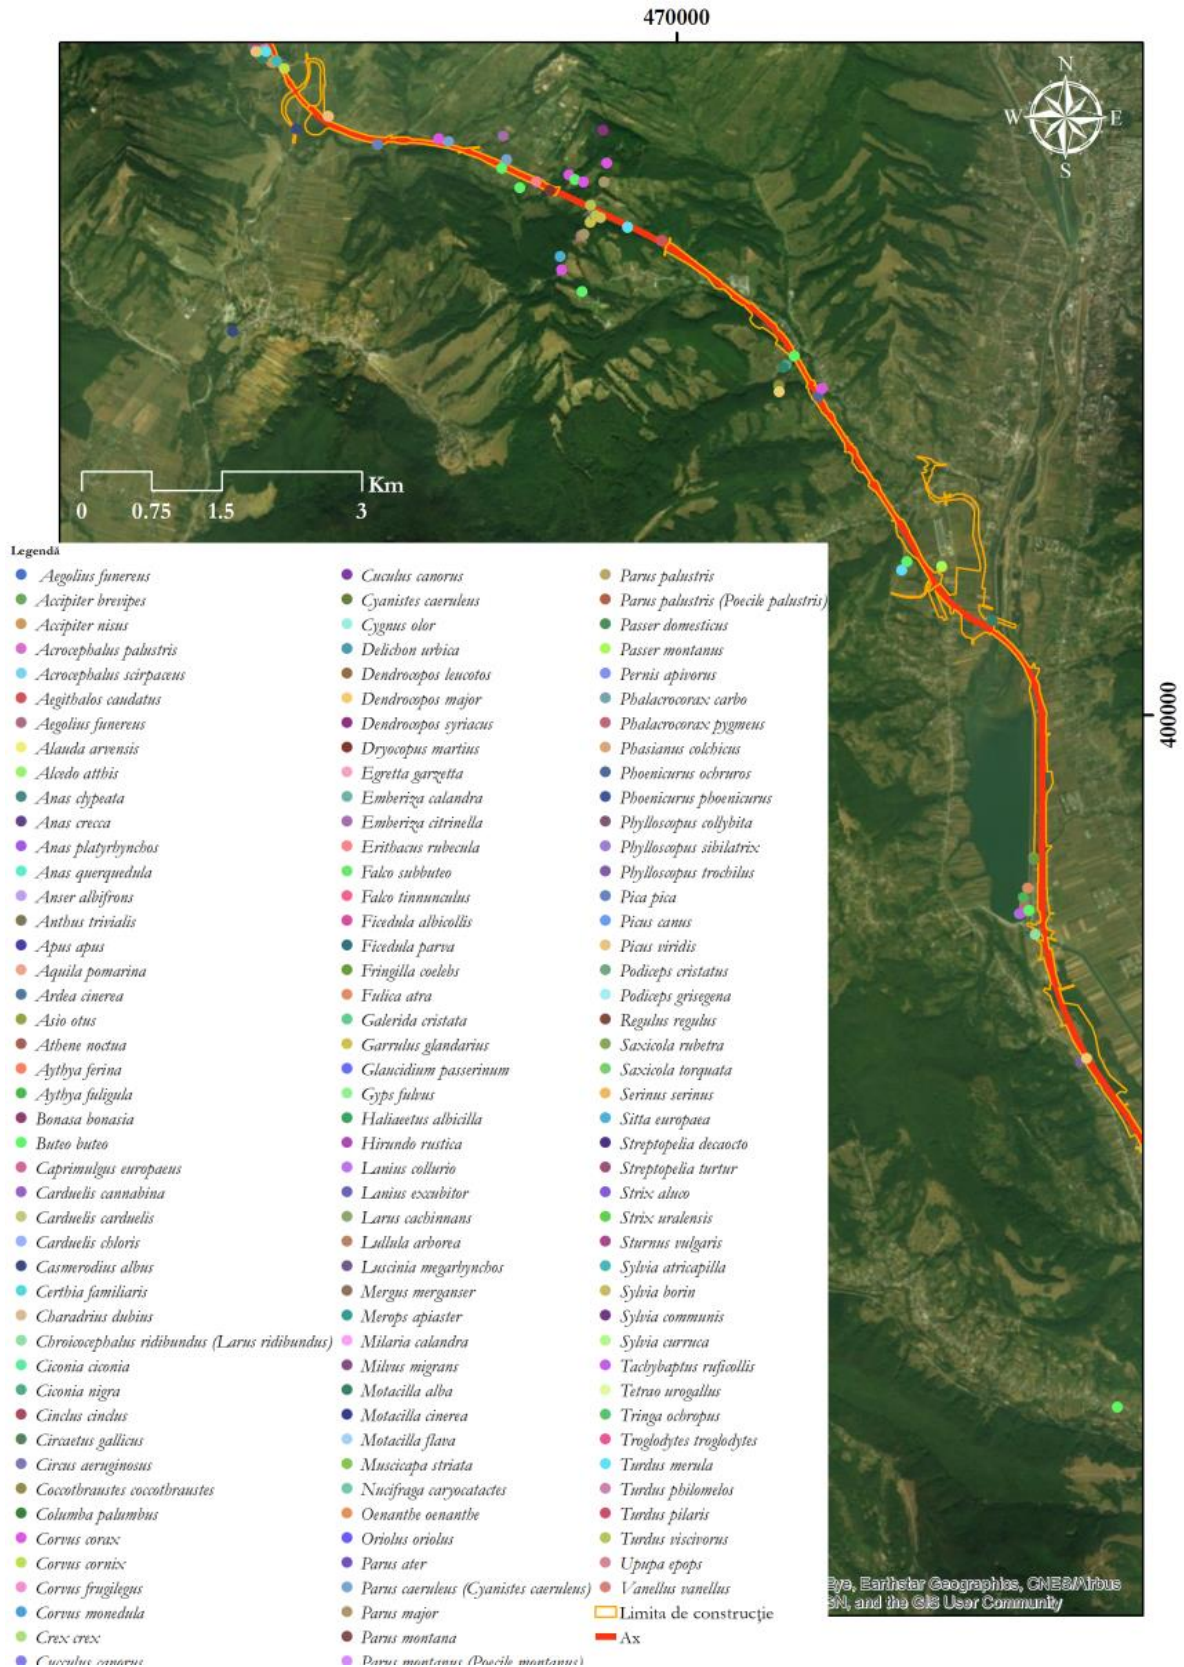 470000
N
W
E
S
400000
Km
0 0.75 1.5 3
Legendă
Aegolius funereus
Accipiter brevipes
Accipiter nisus
Acrocephalus palustris
Acrocephalus scirpaceus
Aegithalos caudatus
Aegolius funereus
Alauda arvensis
Alcedo atthis
Anas clypeata
Anas crecca
Anas platyrhynchos
Anas querquedula
Anser albifrons
Anthus trivialis
Apus apus
Aquila pomarina
Ardea cinerea
Asio otus
Athene noctua
Aythya ferina
Aythya fuligula
Bonasa bonasia
Buteo buteo
Caprimulgus europaeus
Carduelis cannabina
Carduelis carduelis
Carduelis chloris
Casmerodius albus
Certhia familiaris
Charadrius dubius
Chroicocephalus ridibundus (Larus ridibundus)
Ciconia ciconia
Ciconia nigra
Cinclus cinclus
Circaetus gallicus
Circus aeruginosus
Coccothraustes coccothraustes
Columba palumbus
Corvus corax
Corvus cornix
Corvus frugilegus
Corvus monedula
Crex crex
Cucculus canorus
Cuculus canorus
Cyanistes caeruleus
Cygnus olor
Delichon urbica
Dendrocopos leucotos
Dendrocopos major
Dendrocopos syriacus
Dryocopus martius
Egretta garzetta
Emberiza calandra
Emberiza citrinella
Erithacus rubecula
Falco subbuteo
Falco tinnunculus
Ficedula albicollis
Ficedula parva
Fringilla coelebs
Fulica atra
Galerida cristata
Garrulus glandarius
Glaucidium passerinum
Gyps fulvus
Haliaeetus albicilla
Hirundo rustica
Lanius collurio
Lanius excubitor
Larus cachinnans
Lullula arborea
Luscinia megarhynchos
Mergus merganser
Merops apiaster
Milaria calandra
Milvus migrans
Motacilla alba
Motacilla cinerea
Motacilla flava
Muscicapa striata
Nucifraga caryocatactes
Oenanthe oenanthe
Oriolus oriolus
Parus ater
Parus caeruleus (Cyanistes caeruleus)
Parus major
Parus montana
Parus montanus (Poecile montanus)
Parus palustris
Parus palustris (Poecile palustris)
Passer domesticus
Passer montanus
Pernis apivorus
Phalacrocorax carbo
Phalacrocorax pygmeus
Phasianus colchicus
Phoenicurus ochruros
Phoenicurus phoenicurus
Phylloscopus collybita
Phylloscopus sibilatrix
Phylloscopus trochilus
Pica pica
Picus canus
Picus viridis
Podiceps cristatus
Podiceps grisegena
Regulus regulus
Saxicola rubetra
Saxicola torquata
Serinus serinus
Sitta europaea
Streptopelia decaocto
Streptopelia turtur
Strix aluco
Strix uralensis
Sturnus vulgaris
Sylvia atricapilla
Sylvia borin
Sylvia communis
Sylvia curruca
Tachybaptus ruficollis
Tetrao urogallus
Tringa ochropus
Troglodytes troglodytes
Turdus merula
Turdus philomelos
Turdus pilaris
Turdus viscivorus
Upupa epops
Vanellus vanellus
Limita de construcție
Ax
Eye, Earthstar Geographics, CNES/Airbus
SN, and the GIS User Community